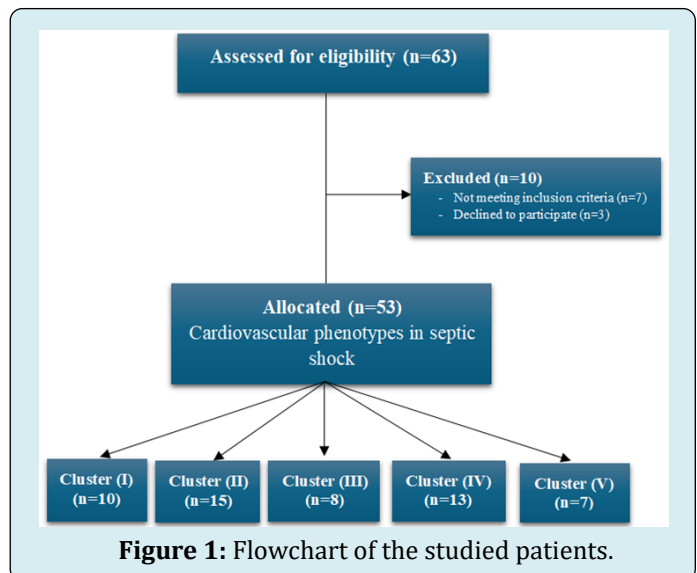 Assessed for eligibility (n=63)
Excluded (n=10)
- Not meeting inclusion criteria (n=7)
- Declined to participate (n=3)
Allocated (n=53)
Cardiovascular phenotypes in septic
shock
Cluster (I)
(n=10)
Cluster (II)
(n=15)
Cluster (III)
(n=8)
Cluster (IV)
(n=13)
Cluster (V)
(n=7)
Figure 1: Flowchart of the studied patients.